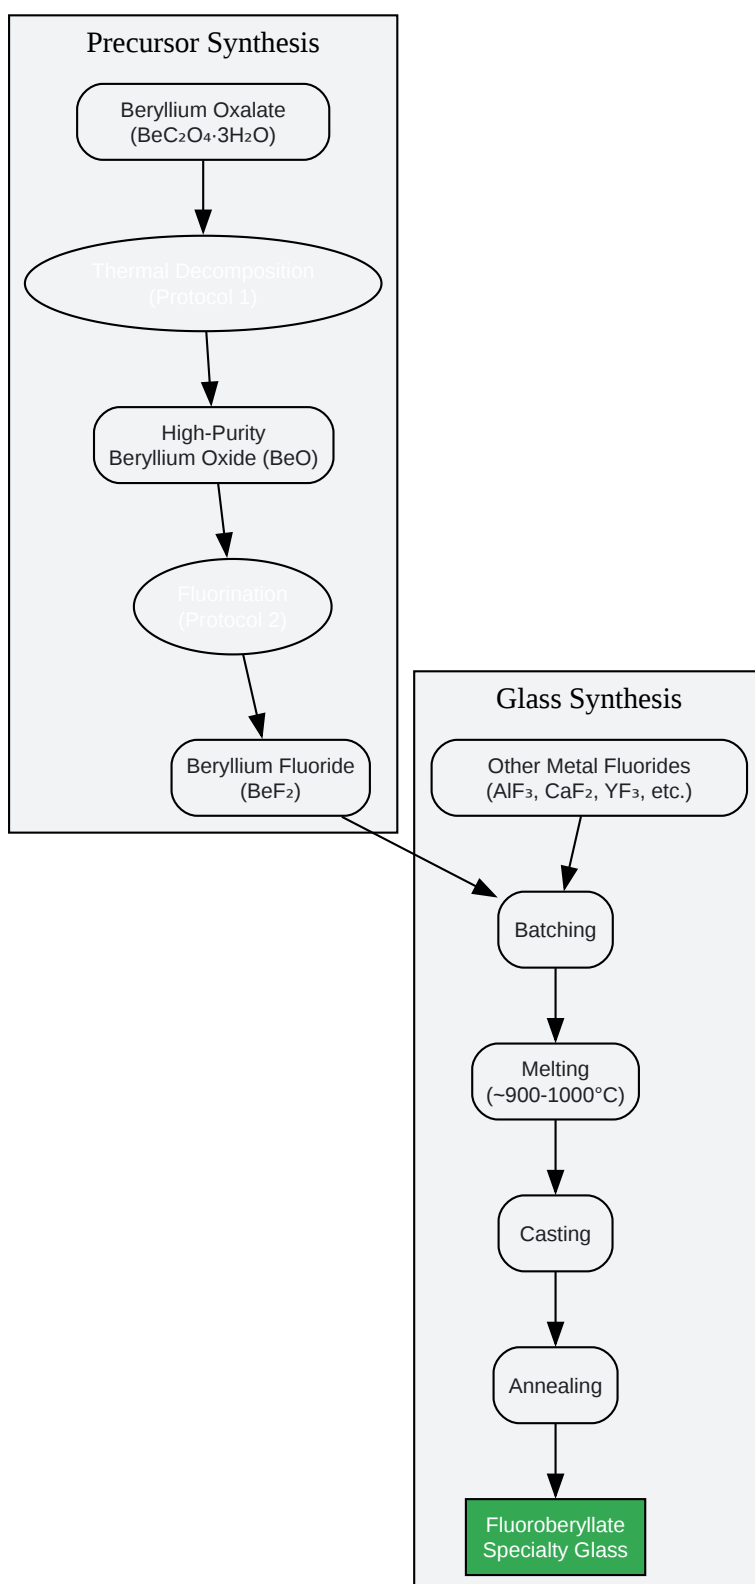 Precursor Synthesis
Beryllium Oxalate
(BeC₂O₄·3H₂O)
Thermal Decomposition
(Protocol 1)
High-Purity
Beryllium Oxide (BeO)
Fluorination
(Protocol 2)
Beryllium Fluoride
(BeF₂)
Glass Synthesis
Other Metal Fluorides
(AlF₃, CaF₂, YF₃, etc.)
Batching
Melting
(~900-1000°C)
Casting
Annealing
Fluoroberyllate
Specialty Glass